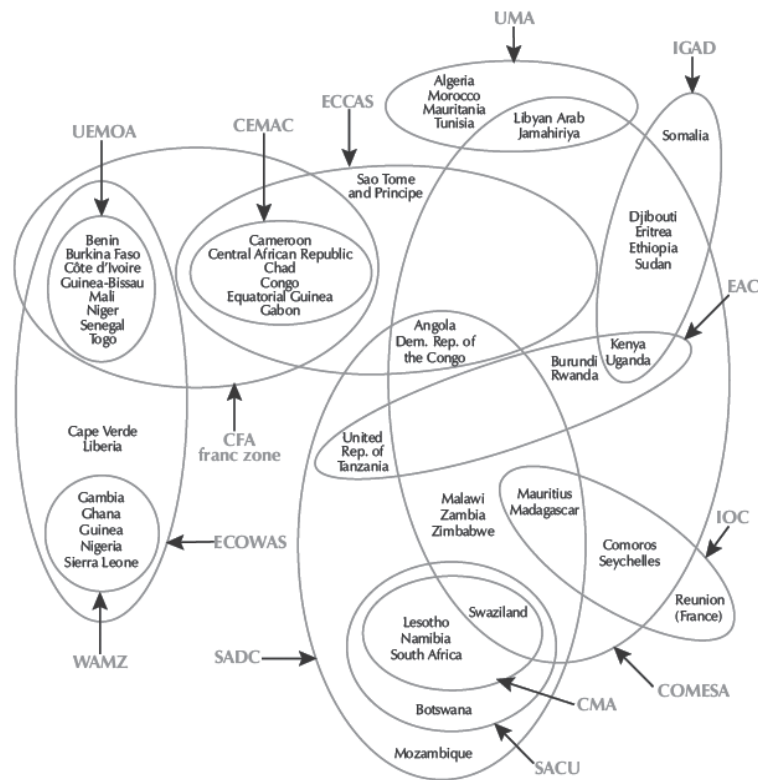 UMA
IGAD
Algeria
Morocco
Mauritania
Tunisia
Libyan Arab
Jamahiriya
Somalia
ECCAS
CEMAC
UEMOA
Sao Tome
and Principe
Djibouti
Eritrea
Ethiopia
Sudan
Benin
Burkina Faso
Côte d'Ivoire
Guinea-Bissau
Mali
Niger
Senegal
Togo
Cameroon
Central African Republic
Chad
Congo
Equatorial Guinea
Gabon
EAC
Angola
Dem. Rep. of
the Congo
Burundi
Rwanda
Kenya
Uganda
Cape Verde
Liberia
CFA
franc zone
United
Rep. of
Tanzania
Gambia
Ghana
Guinea
Nigeria
Sierra Leone
ECOWAS
Malawi
Zambia
Zimbabwe
Mauritius
Madagascar
IOC
Comoros
Seychelles
Reunion
(France)
WAMZ
SADC
Lesotho
Namibia
South Africa
Swaziland
COMESA
CMA
Botswana
Mozambique
SACU